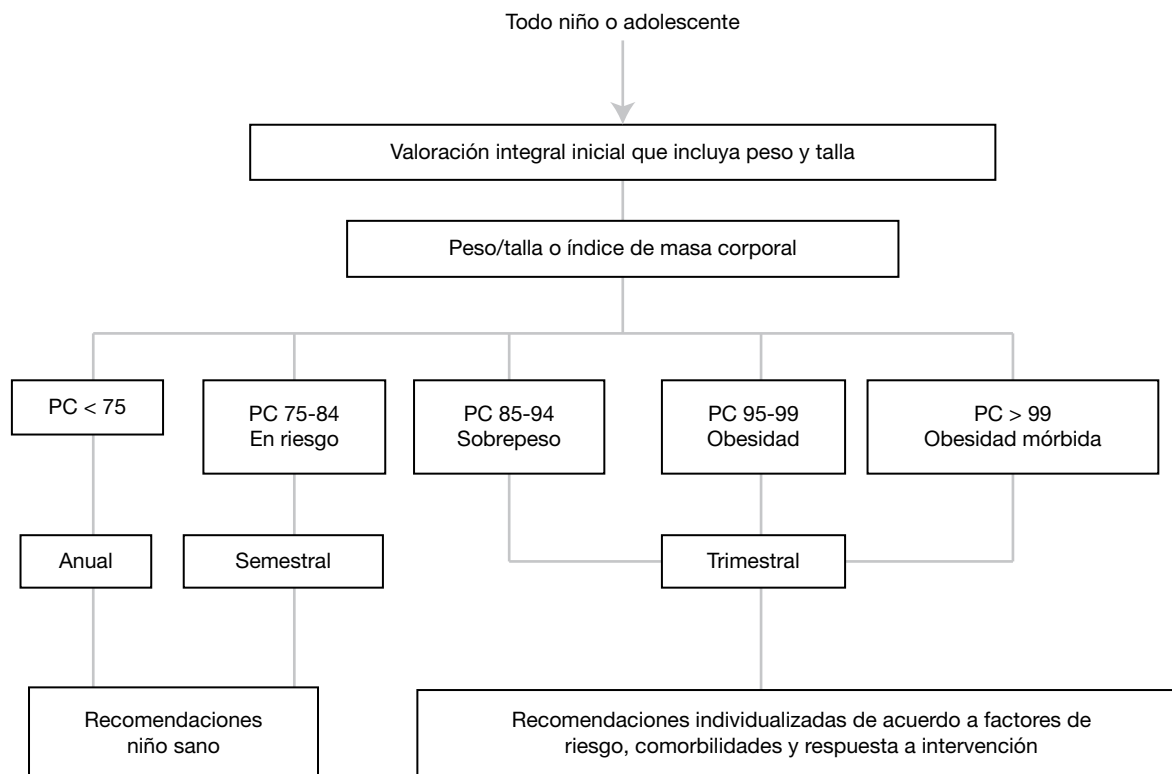 Todo niño o adolescente
Valoración integral inicial que incluya peso y talla
Peso/talla o índice de masa corporal
PC < 75
PC 75-84
En riesgo
PC 85-94
Sobrepeso
PC 95-99
Obesidad
PC > 99
Obesidad mórbida
Anual
Semestral
Trimestral
Recomendaciones
niño sano
Recomendaciones individualizadas de acuerdo a factores de
riesgo, comorbilidades y respuesta a intervención